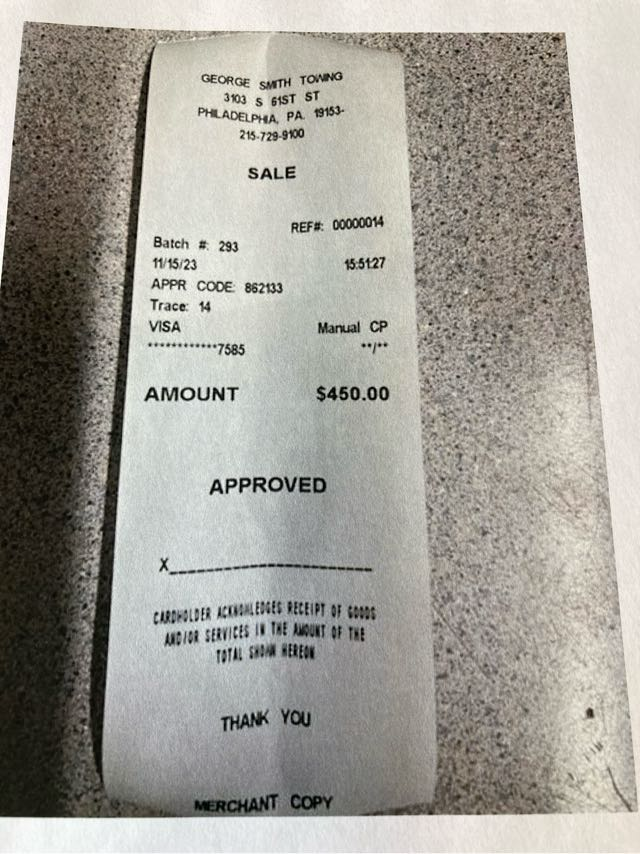 GEORGE SMITH TOWING
3103 S 61ST ST
PHILADELPHIA, PA. 19153-
215-729-9100
SALE
REF#: 00000014
Batch #: 293
11/15/23 15:51:27
APPR CODE: 862133
Trace: 14
VISA Manual CP
************7585 **/**
AMOUNT $450.00
APPROVED
X_______________________
CARDHOLDER ACKNOWLEDGES RECEIPT OF GOODS
AND/OR SERVICES IN THE AMOUNT OF THE
TOTAL SHOWN HEREON
THANK YOU
MERCHANT COPY